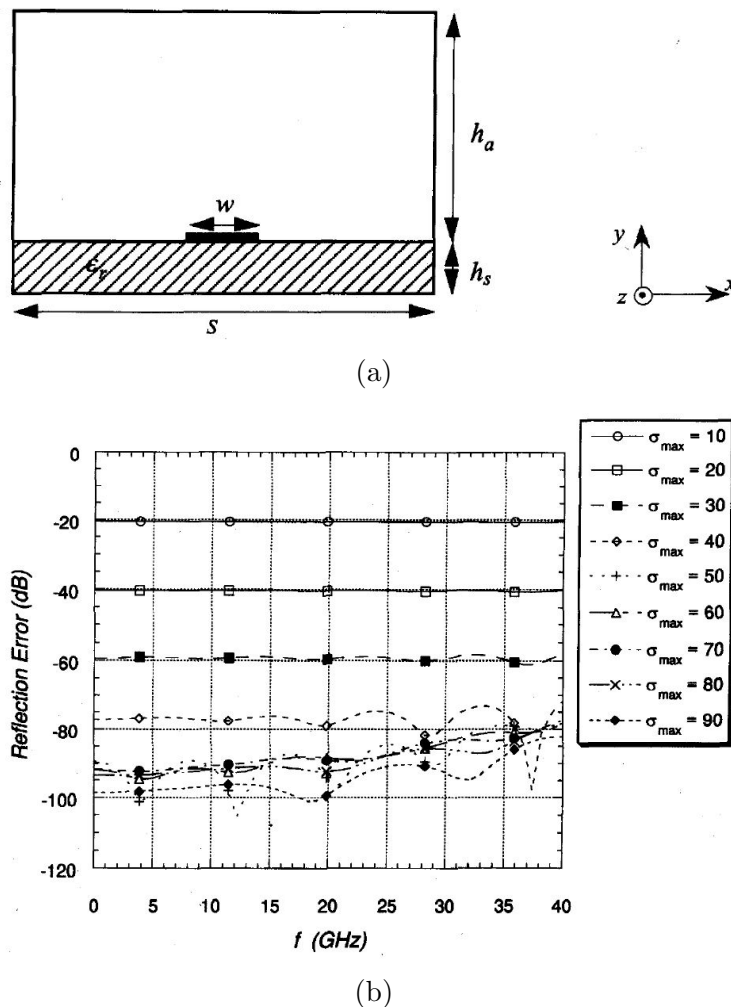 h_a
w
ε_r
h_s
s
y
z
x
(a)
σ_max = 10
σ_max = 20
σ_max = 30
σ_max = 40
σ_max = 50
σ_max = 60
σ_max = 70
σ_max = 80
σ_max = 90
0
-20
-40
-60
-80
-100
-120
Reflection Error (dB)
0 5 10 15 20 25 30 35 40
f (GHz)
(b)